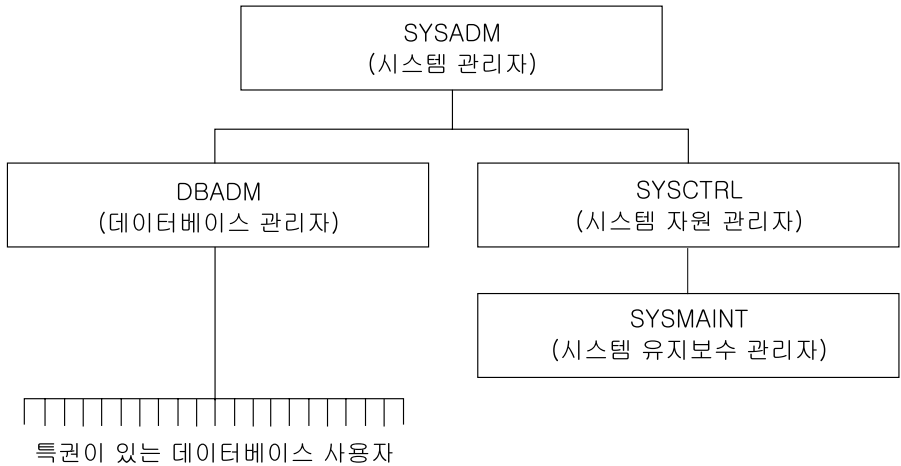 SYSADM
(시스템 관리자)
DBADM
(데이터베이스 관리자)
SYSCTRL
(시스템 자원 관리자)
SYSMAINT
(시스템 유지보수 관리자)
특권이 있는 데이터베이스 사용자